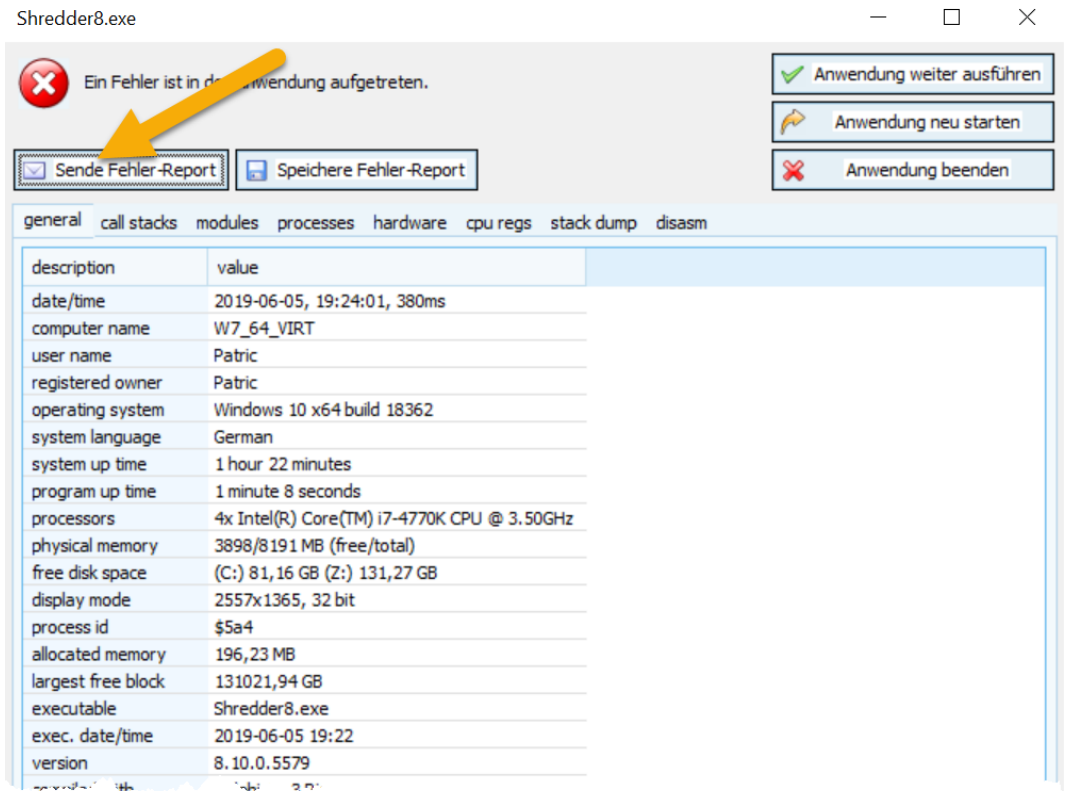 Shredder8.exe
Ein Fehler ist in aufgetreten.
Anwendung weiter ausführen
Anwendung neu starten
Anwendung beenden
Sende Fehler-Report Speichere Fehler-Report
general call stacks modules processes hardware cpu regs stack dump disasm
description value
date/time 2019-06-05, 19:24:01, 380ms
computer name W7_64_VIRT
user name Patric
registered owner Patric
operating system Windows 10 x64 build 18362
system language German
system up time 1 hour 22 minutes
program up time 1 minute 8 seconds
processors 4x Intel(R) Core(TM) i7-4770K CPU @ 3.50GHz
physical memory 3898/8191 MB (free/total)
free disk space (C:) 81,16 GB (Z:) 131,27 GB
display mode 2557x1365, 32 bit
process id $5a4
allocated memory 196,23 MB
largest free block 131021,94 GB
executable Shredder8.exe
exec. date/time 2019-06-05 19:22
version 8.10.0.5579